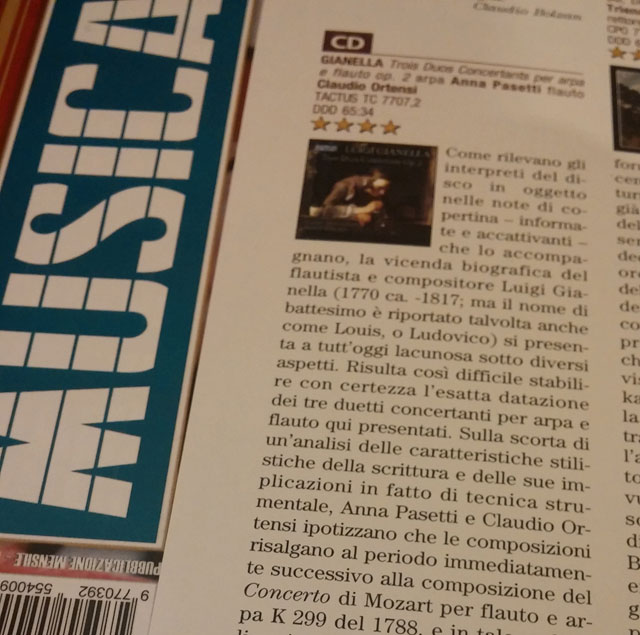 Claudio Bolzan
CD
GIANELLA Trois Duos Concertants per arpa
e flauto op. 2 arpa Anna Pasetti flauto
Claudio Ortensi
TACTUS TC 7707.2
DDD 65:34
LUIGI GIANELLA
Come rilevano gli
interpreti del di-
sco in oggetto
nelle note di co-
pertina – informa-
te e accattivanti –
che lo accompa-
gnano, la vicenda biografica del
flautista e compositore Luigi Gia-
nella (1770 ca. -1817; ma il nome di
battesimo è riportato talvolta anche
come Louis, o Ludovico) si presen-
ta a tutt'oggi lacunosa sotto diversi
aspetti. Risulta così difficile stabili-
re con certezza l'esatta datazione
dei tre duetti concertanti per arpa e
flauto qui presentati. Sulla scorta di
un'analisi delle caratteristiche stili-
stiche della scrittura e delle sue im-
plicazioni in fatto di tecnica stru-
mentale, Anna Pasetti e Claudio Or-
tensi ipotizzano che le composizioni
risalgano al periodo immediatamen-
te successivo alla composizione del
Concerto di Mozart per flauto e ar-
pa K 299 del 1788, e in
MUSICA
PUBBLICAZIONE MENSILE
9 770392 554009